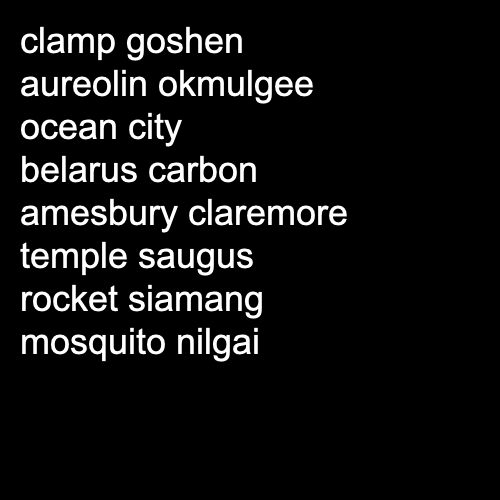 clamp goshen
aureolin okmulgee
ocean city
belarus carbon
amesbury claremore
temple saugus
rocket siamang
mosquito nilgai